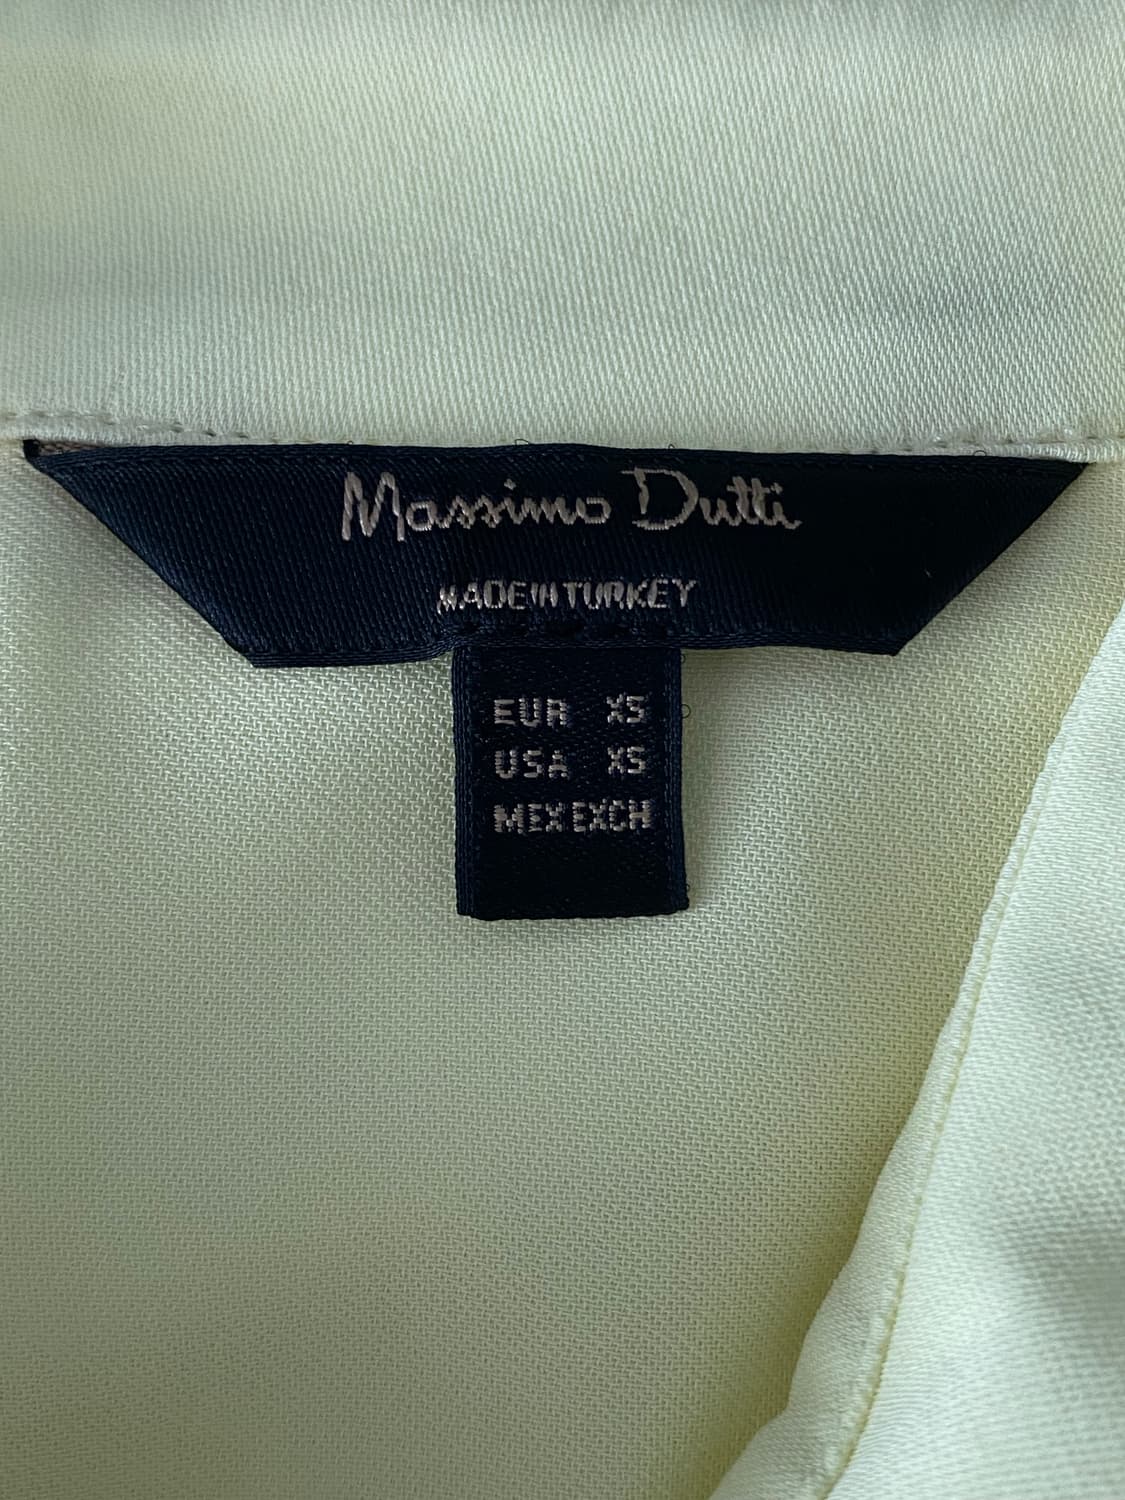 Massimo Dutti
MADE IN TURKEY
EUR XS
USA XS
MEX EXCH